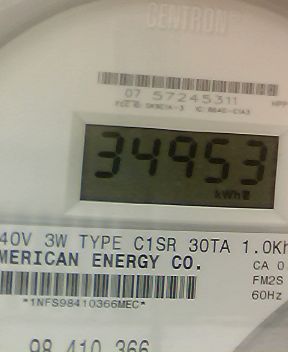 CENTRON
07 57245311
34953
kWh
40V 3W TYPE C1SR 30TA 1.0Kh
MERICAN ENERGY CO.
CA 0
FM2S
60Hz
*1NFS98410366MEC*
98 410 366